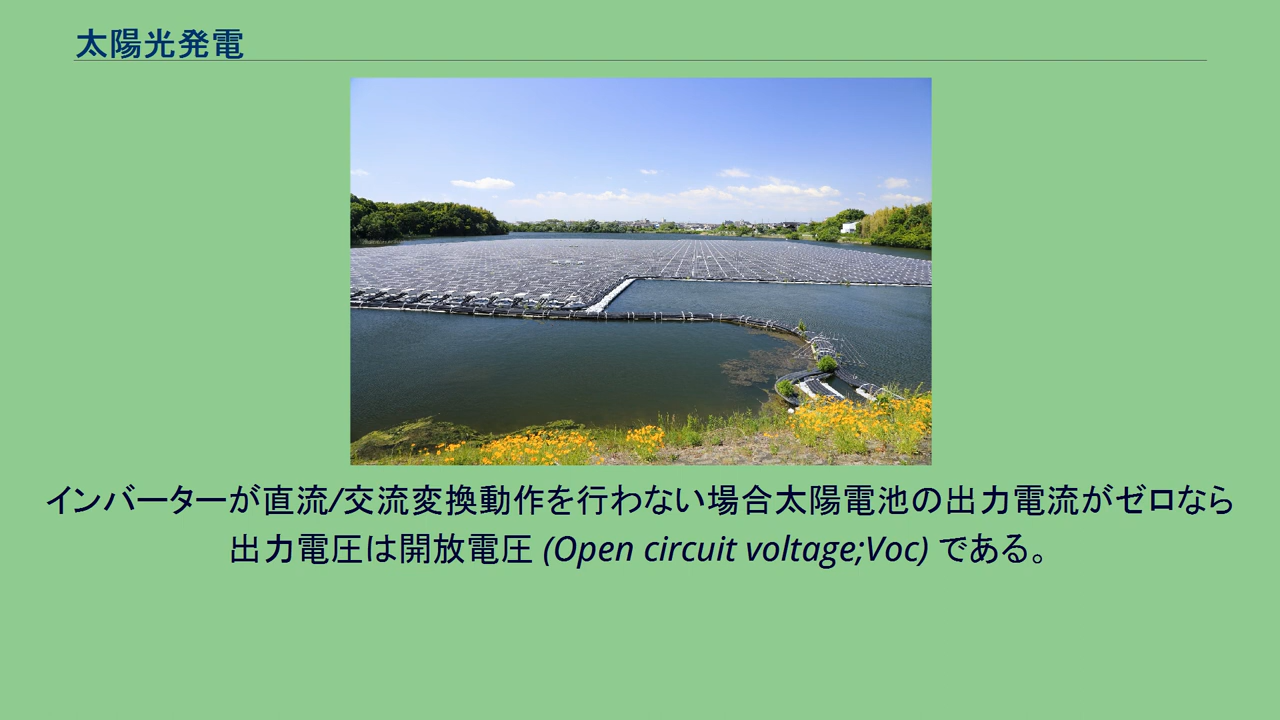 太陽光発電
インバーターが直流/交流変換動作を行わない場合太陽電池の出力電流がゼロなら
出力電圧は開放電圧 (Open circuit voltage;Voc) である。